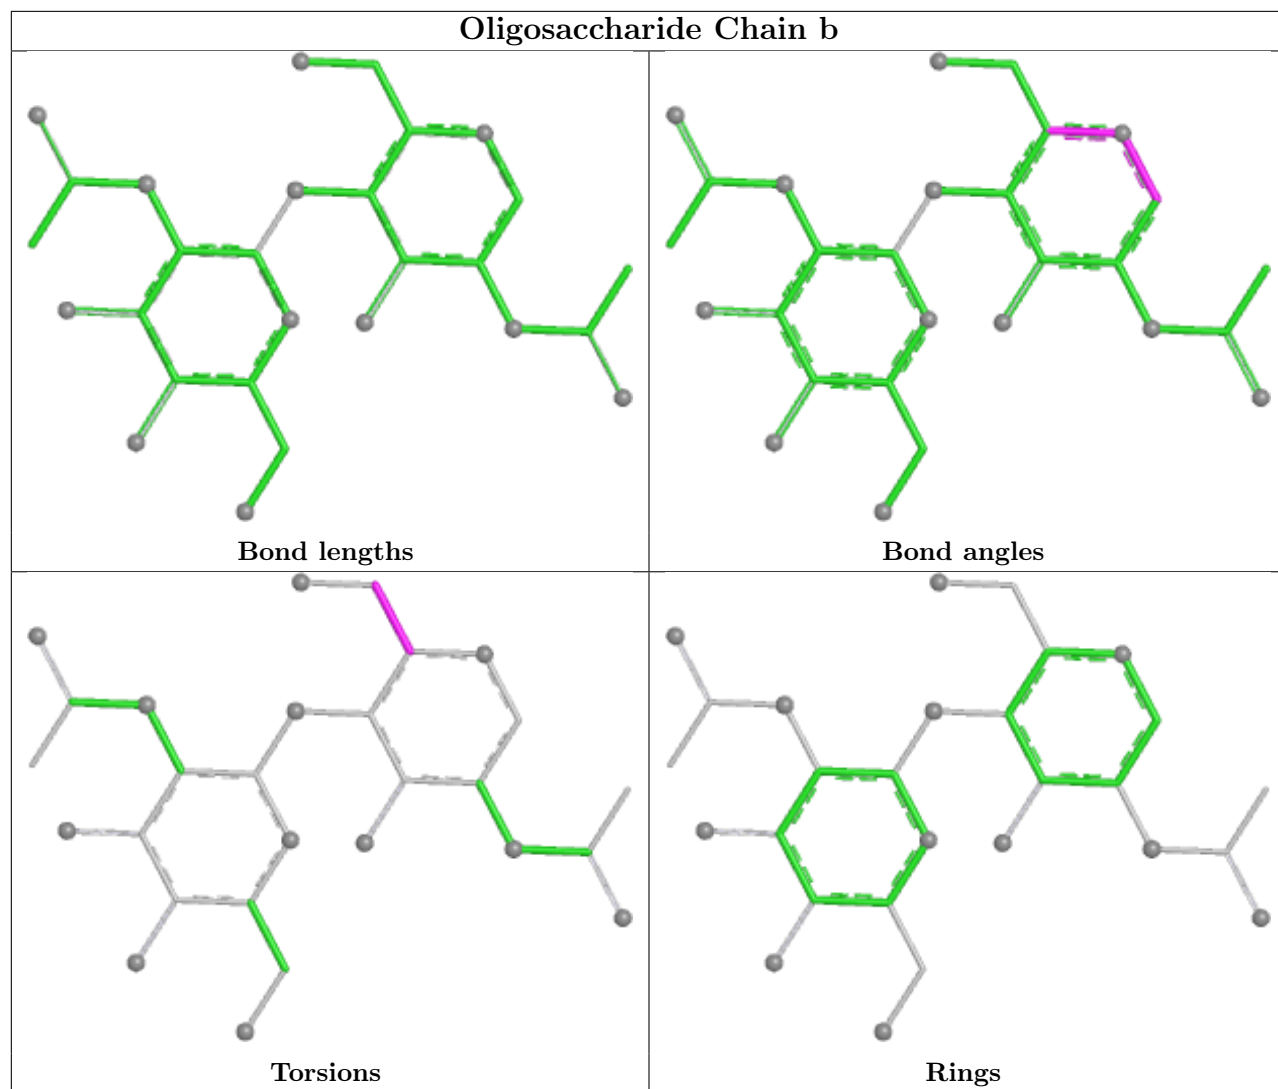 Oligosaccharide Chain b
Bond lengths
Bond angles
Torsions
Rings